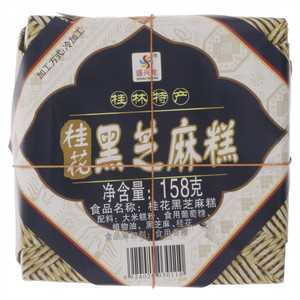 加工方式:冷加工
桂林特产
桂花
黑芝麻糕
净含量: 158克
食品名称: 桂花黑芝麻糕
配料: 大米糕粉、食用葡萄糖、
植物油、黑芝麻、桂花、